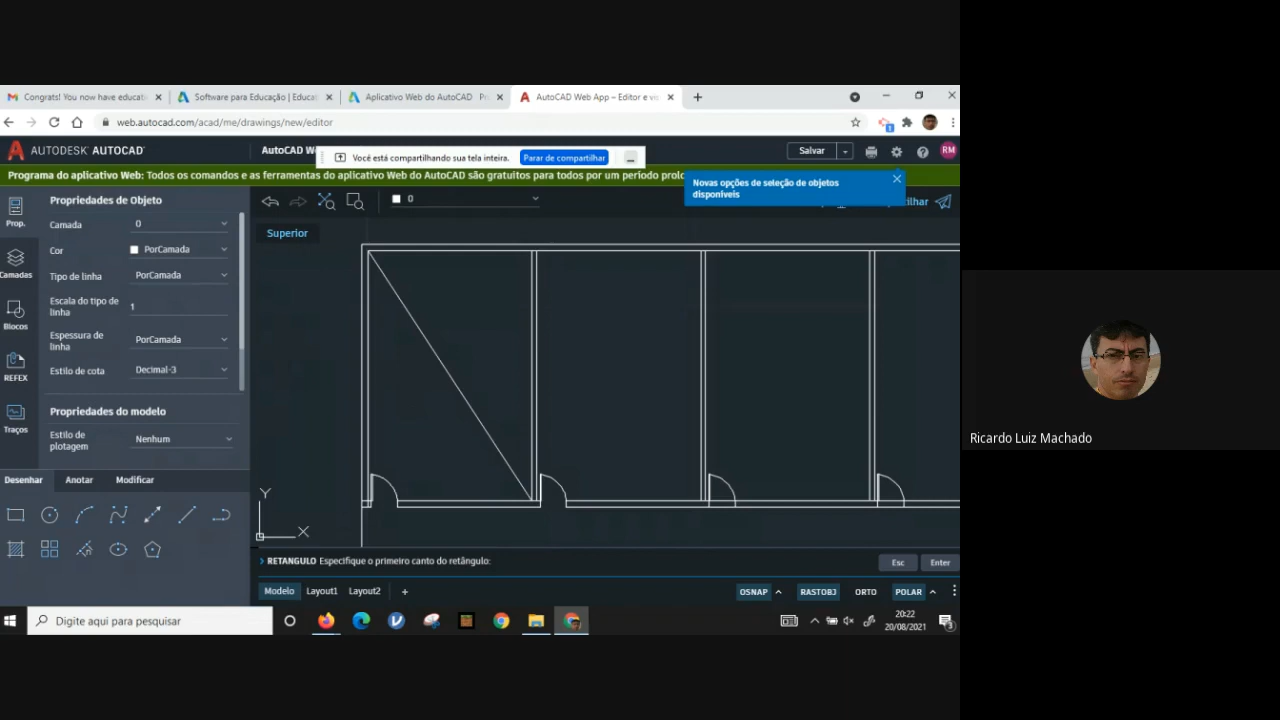 Congrats! You now have educati
Software para Educação | Educat
Aplicativo Web do AutoCAD
AutoCAD Web App – Editor e vis
web.autocad.com/acad/me/drawings/new/editor
AUTODESK AUTOCAD
AutoCAD W
Você está compartilhando sua tela inteira.
Parar de compartilhar
Salvar
RM
Programa do aplicativo Web: Todos os comandos e as ferramentas do aplicativo Web do AutoCAD são gratuitos para todos por um período prolo
Novas opções de seleção de objetos
disponíveis
Prop.
Camadas
Blocos
REFEX
Traços
Propriedades de Objeto
Camada 0
Cor PorCamada
Tipo de linha PorCamada
Escala do tipo de
linha 1
Espessura de
linha PorCamada
Estilo de cota Decimal-3
Propriedades do modelo
Estilo de
plotagem Nenhum
Desenhar Anotar Modificar
0
ilhar
Superior
Y
X
RETANGULO Especifique o primeiro canto do retângulo:
Esc Enter
Modelo Layout1 Layout2 +
OSNAP RASTOBJ ORTO POLAR
Digite aqui para pesquisar
20:22
20/08/2021
3
Ricardo Luiz Machado